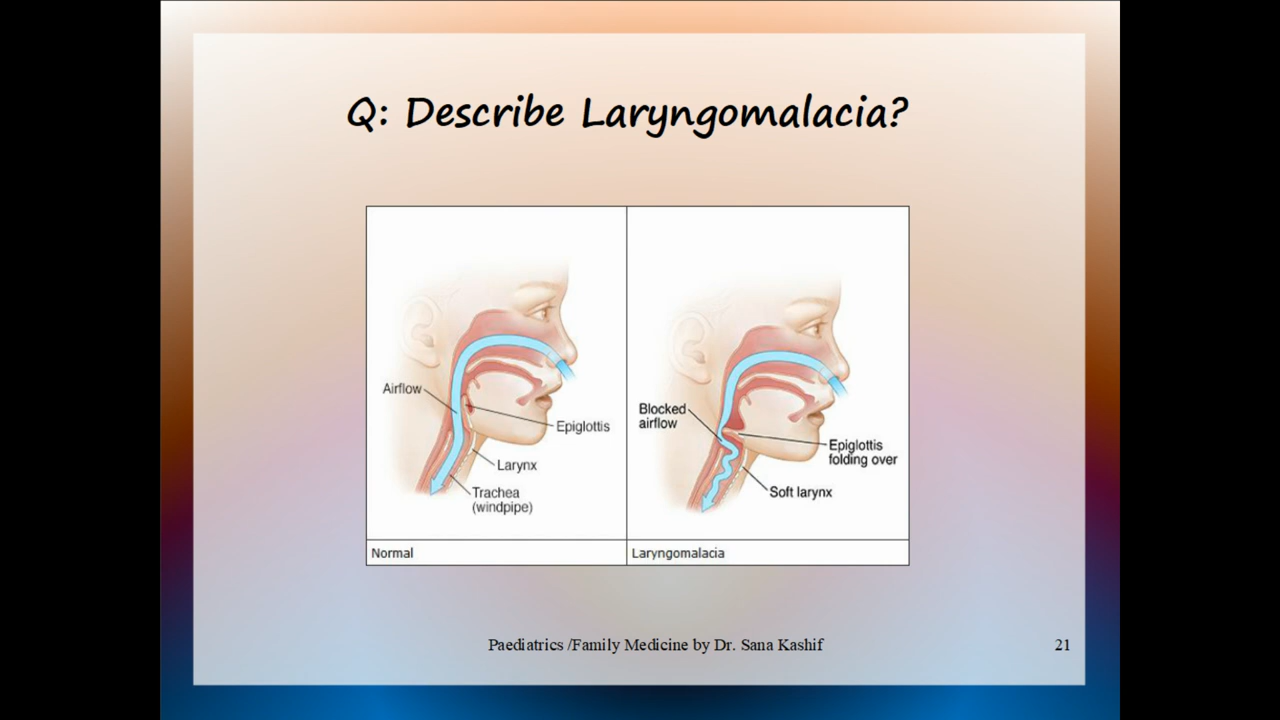 Q: Describe Laryngomalacia?
Airflow
Epiglottis
Larynx
Trachea
(windpipe)
Normal
Blocked
airflow
Epiglottis
folding over
Soft larynx
Laryngomalacia
Paediatrics /Family Medicine by Dr. Sana Kashif
21